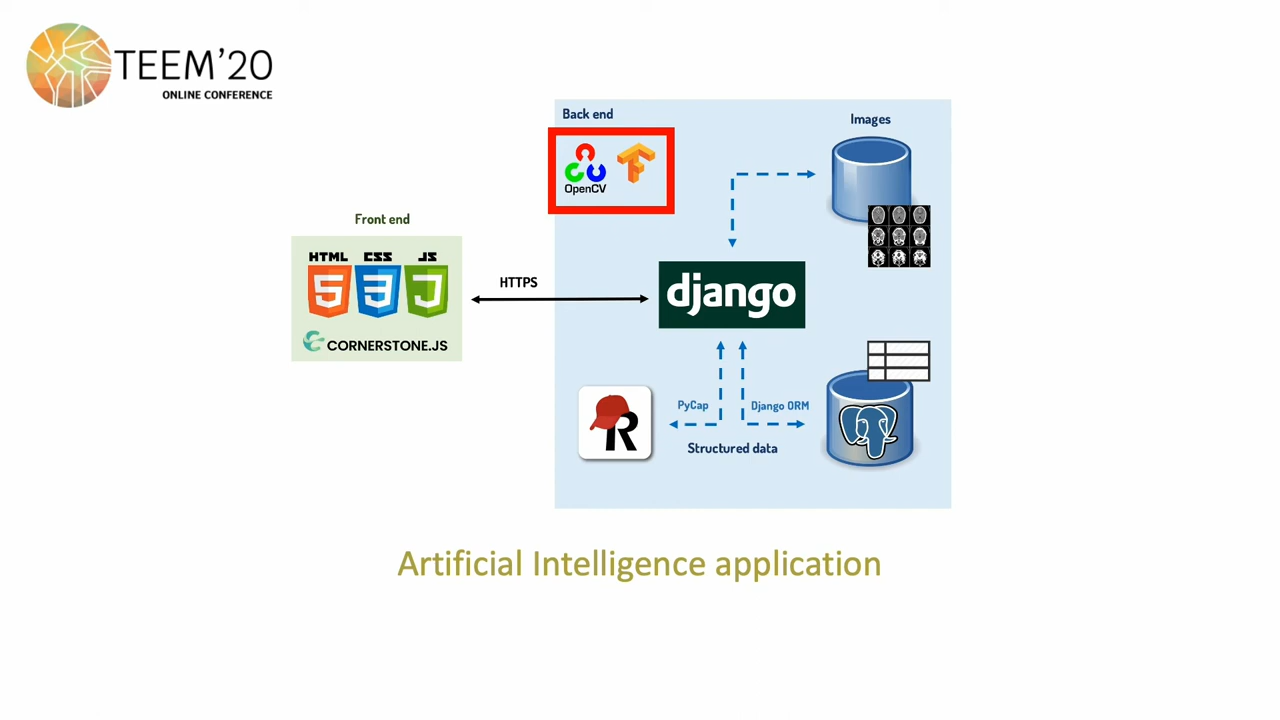 TEEM'20
ONLINE CONFERENCE
Back end
Images
OpenCV
Front end
HTML CSS JS
HTTPS
django
CORNERSTONE.JS
PyCap
Django ORM
R
Structured data
Artificial Intelligence application